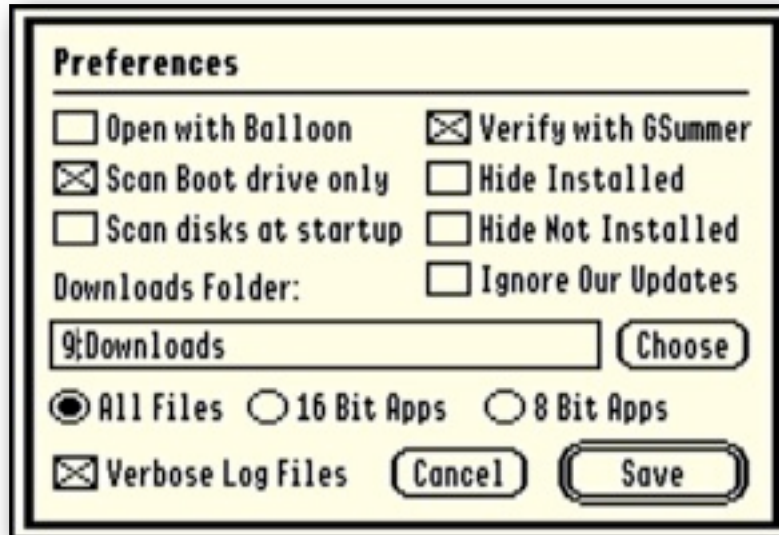 Preferences
Open with Balloon Verify with GSummer
Scan Boot drive only Hide Installed
Scan disks at startup Hide Not Installed
Downloads Folder: Ignore Our Updates
9:Downloads Choose
All Files 16 Bit Apps 8 Bit Apps
Verbose Log Files Cancel Save